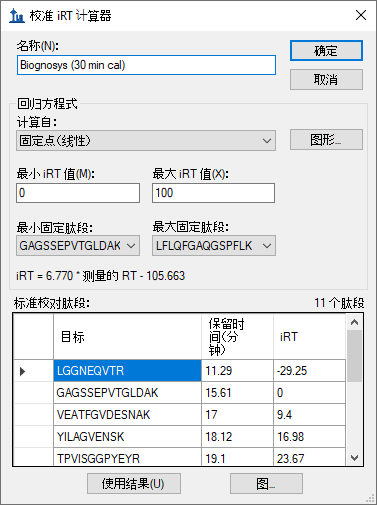 校准 iRT 计算器
名称(N):
Biognosys (30 min cal)
确定
取消
回归方程式
计算自:
固定点(线性)
图形...
最小 iRT 值(M):
最大 iRT 值(X):
0
100
最小固定肽段:
最大固定肽段:
GAGSSEPVTGLDAK
LFLQFGAQGSPFLK
iRT = 6.770 * 测量的 RT - 105.663
标准校对肽段:
11 个肽段
目标
保留时
间(分
钟)
iRT
LGGNEQVTR 11.29 -29.25
GAGSSEPVTGLDAK 15.61 0
VEATFGVDESNAK 17 9.4
YILAGVENSK 18.12 16.98
TPVISGGPYEYR 19.1 23.67
使用结果(U)
图...